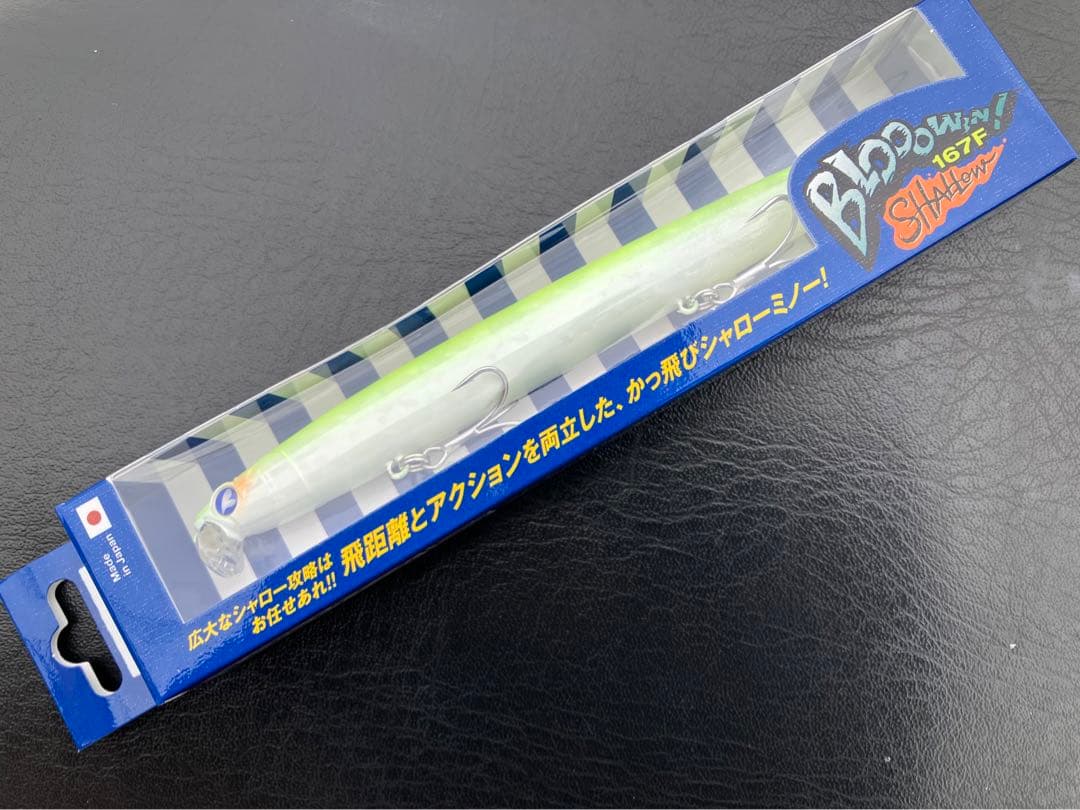 BLOOOWIN!
167F
SHALLOW
Made
in Japan
広大なシャロー攻略は
お任せあれ!!
飛距離とアクションを両立した、かっ飛びシャローミノー!